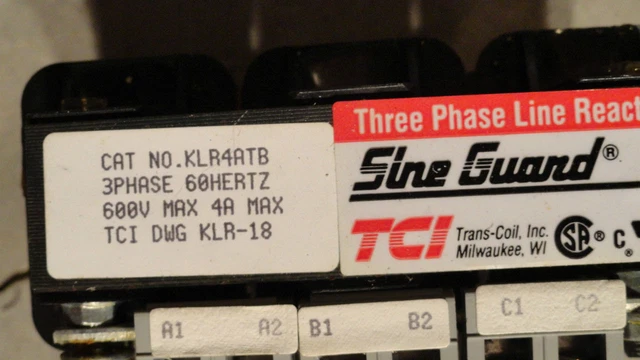 CAT NO.KLR4ATB
3PHASE 60HERTZ
600V MAX 4A MAX
TCI DWG KLR-18
Three Phase Line React
Sine Guard®
TCI Trans-Coil, Inc.
Milwaukee, WI
SA® c
A1 A2 B1 B2 C1 C2